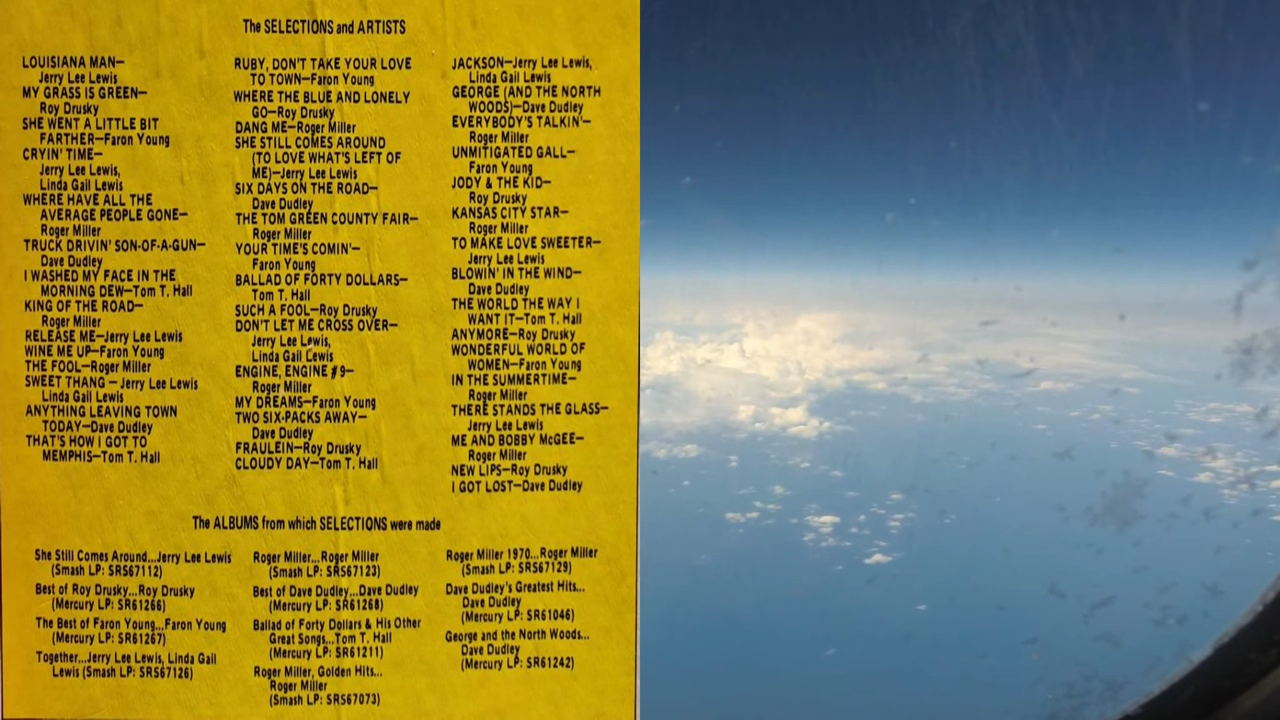 The SELECTIONS and ARTISTS
LOUISIANA MAN—
Jerry Lee Lewis
MY GRASS IS GREEN—
Roy Drusky
SHE WENT A LITTLE BIT
FARTHER—Faron Young
CRYIN' TIME—
Jerry Lee Lewis,
Linda Gail Lewis
WHERE HAVE ALL THE
AVERAGE PEOPLE GONE—
Roger Miller
TRUCK DRIVIN' SON-OF-A-GUN—
Dave Dudley
I WASHED MY FACE IN THE
MORNING DEW—Tom T. Hall
KING OF THE ROAD—
Roger Miller
RELEASE ME—Jerry Lee Lewis
WINE ME UP—Faron Young
THE FOOL—Roger Miller
SWEET THANG—Jerry Lee Lewis
Linda Gail Lewis
ANYTHING LEAVING TOWN
TODAY—Dave Dudley
THAT'S HOW I GOT TO
MEMPHIS—Tom T. Hall
RUBY, DON'T TAKE YOUR LOVE
TO TOWN—Faron Young
WHERE THE BLUE AND LONELY
GO—Roy Drusky
DANG ME—Roger Miller
SHE STILL COMES AROUND
(TO LOVE WHAT'S LEFT OF
ME)—Jerry Lee Lewis
SIX DAYS ON THE ROAD—
Dave Dudley
THE TOM GREEN COUNTY FAIR—
Roger Miller
YOUR TIME'S COMIN'—
Faron Young
BALLAD OF FORTY DOLLARS—
Tom T. Hall
SUCH A FOOL—Roy Drusky
DON'T LET ME CROSS OVER—
Jerry Lee Lewis,
Linda Gail Lewis
ENGINE, ENGINE #9—
Roger Miller
MY DREAMS—Faron Young
TWO SIX-PACKS AWAY—
Dave Dudley
FRAULEIN—Roy Drusky
CLOUDY DAY—Tom T. Hall
JACKSON—Jerry Lee Lewis,
Linda Gail Lewis
GEORGE (AND THE NORTH
WOODS)—Dave Dudley
EVERYBODY'S TALKIN'—
Roger Miller
UNMITIGATED GALL—
Faron Young
JODY & THE KID—
Roy Drusky
KANSAS CITY STAR—
Roger Miller
TO MAKE LOVE SWEETER—
Jerry Lee Lewis
BLOWIN' IN THE WIND—
Dave Dudley
THE WORLD THE WAY I
WANT IT—Tom T. Hall
ANYMORE—Roy Drusky
WONDERFUL WORLD OF
WOMEN—Faron Young
IN THE SUMMERTIME—
Roger Miller
THERE STANDS THE GLASS—
Jerry Lee Lewis
ME AND BOBBY McGEE—
Roger Miller
NEW LIPS—Roy Drusky
I GOT LOST—Dave Dudley
The ALBUMS from which SELECTIONS were made
She Still Comes Around...Jerry Lee Lewis
(Smash LP: SRS67112)
Best of Roy Drusky...Roy Drusky
(Mercury LP: SR61266)
The Best of Faron Young...Faron Young
(Mercury LP: SR61267)
Together...Jerry Lee Lewis, Linda Gail
Lewis (Smash LP: SRS67126)
Roger Miller...Roger Miller
(Smash LP: SRS67123)
Best of Dave Dudley...Dave Dudley
(Mercury LP: SR61268)
Ballad of Forty Dollars & His Other
Great Songs...Tom T. Hall
(Mercury LP: SR61211)
Roger Miller, Golden Hits...
Roger Miller
(Smash LP: SRS67073)
Roger Miller 1970...Roger Miller
(Smash LP: SRS67129)
Dave Dudley's Greatest Hits...
Dave Dudley
(Mercury LP: SR61046)
George and the North Woods...
Dave Dudley
(Mercury LP: SR61242)